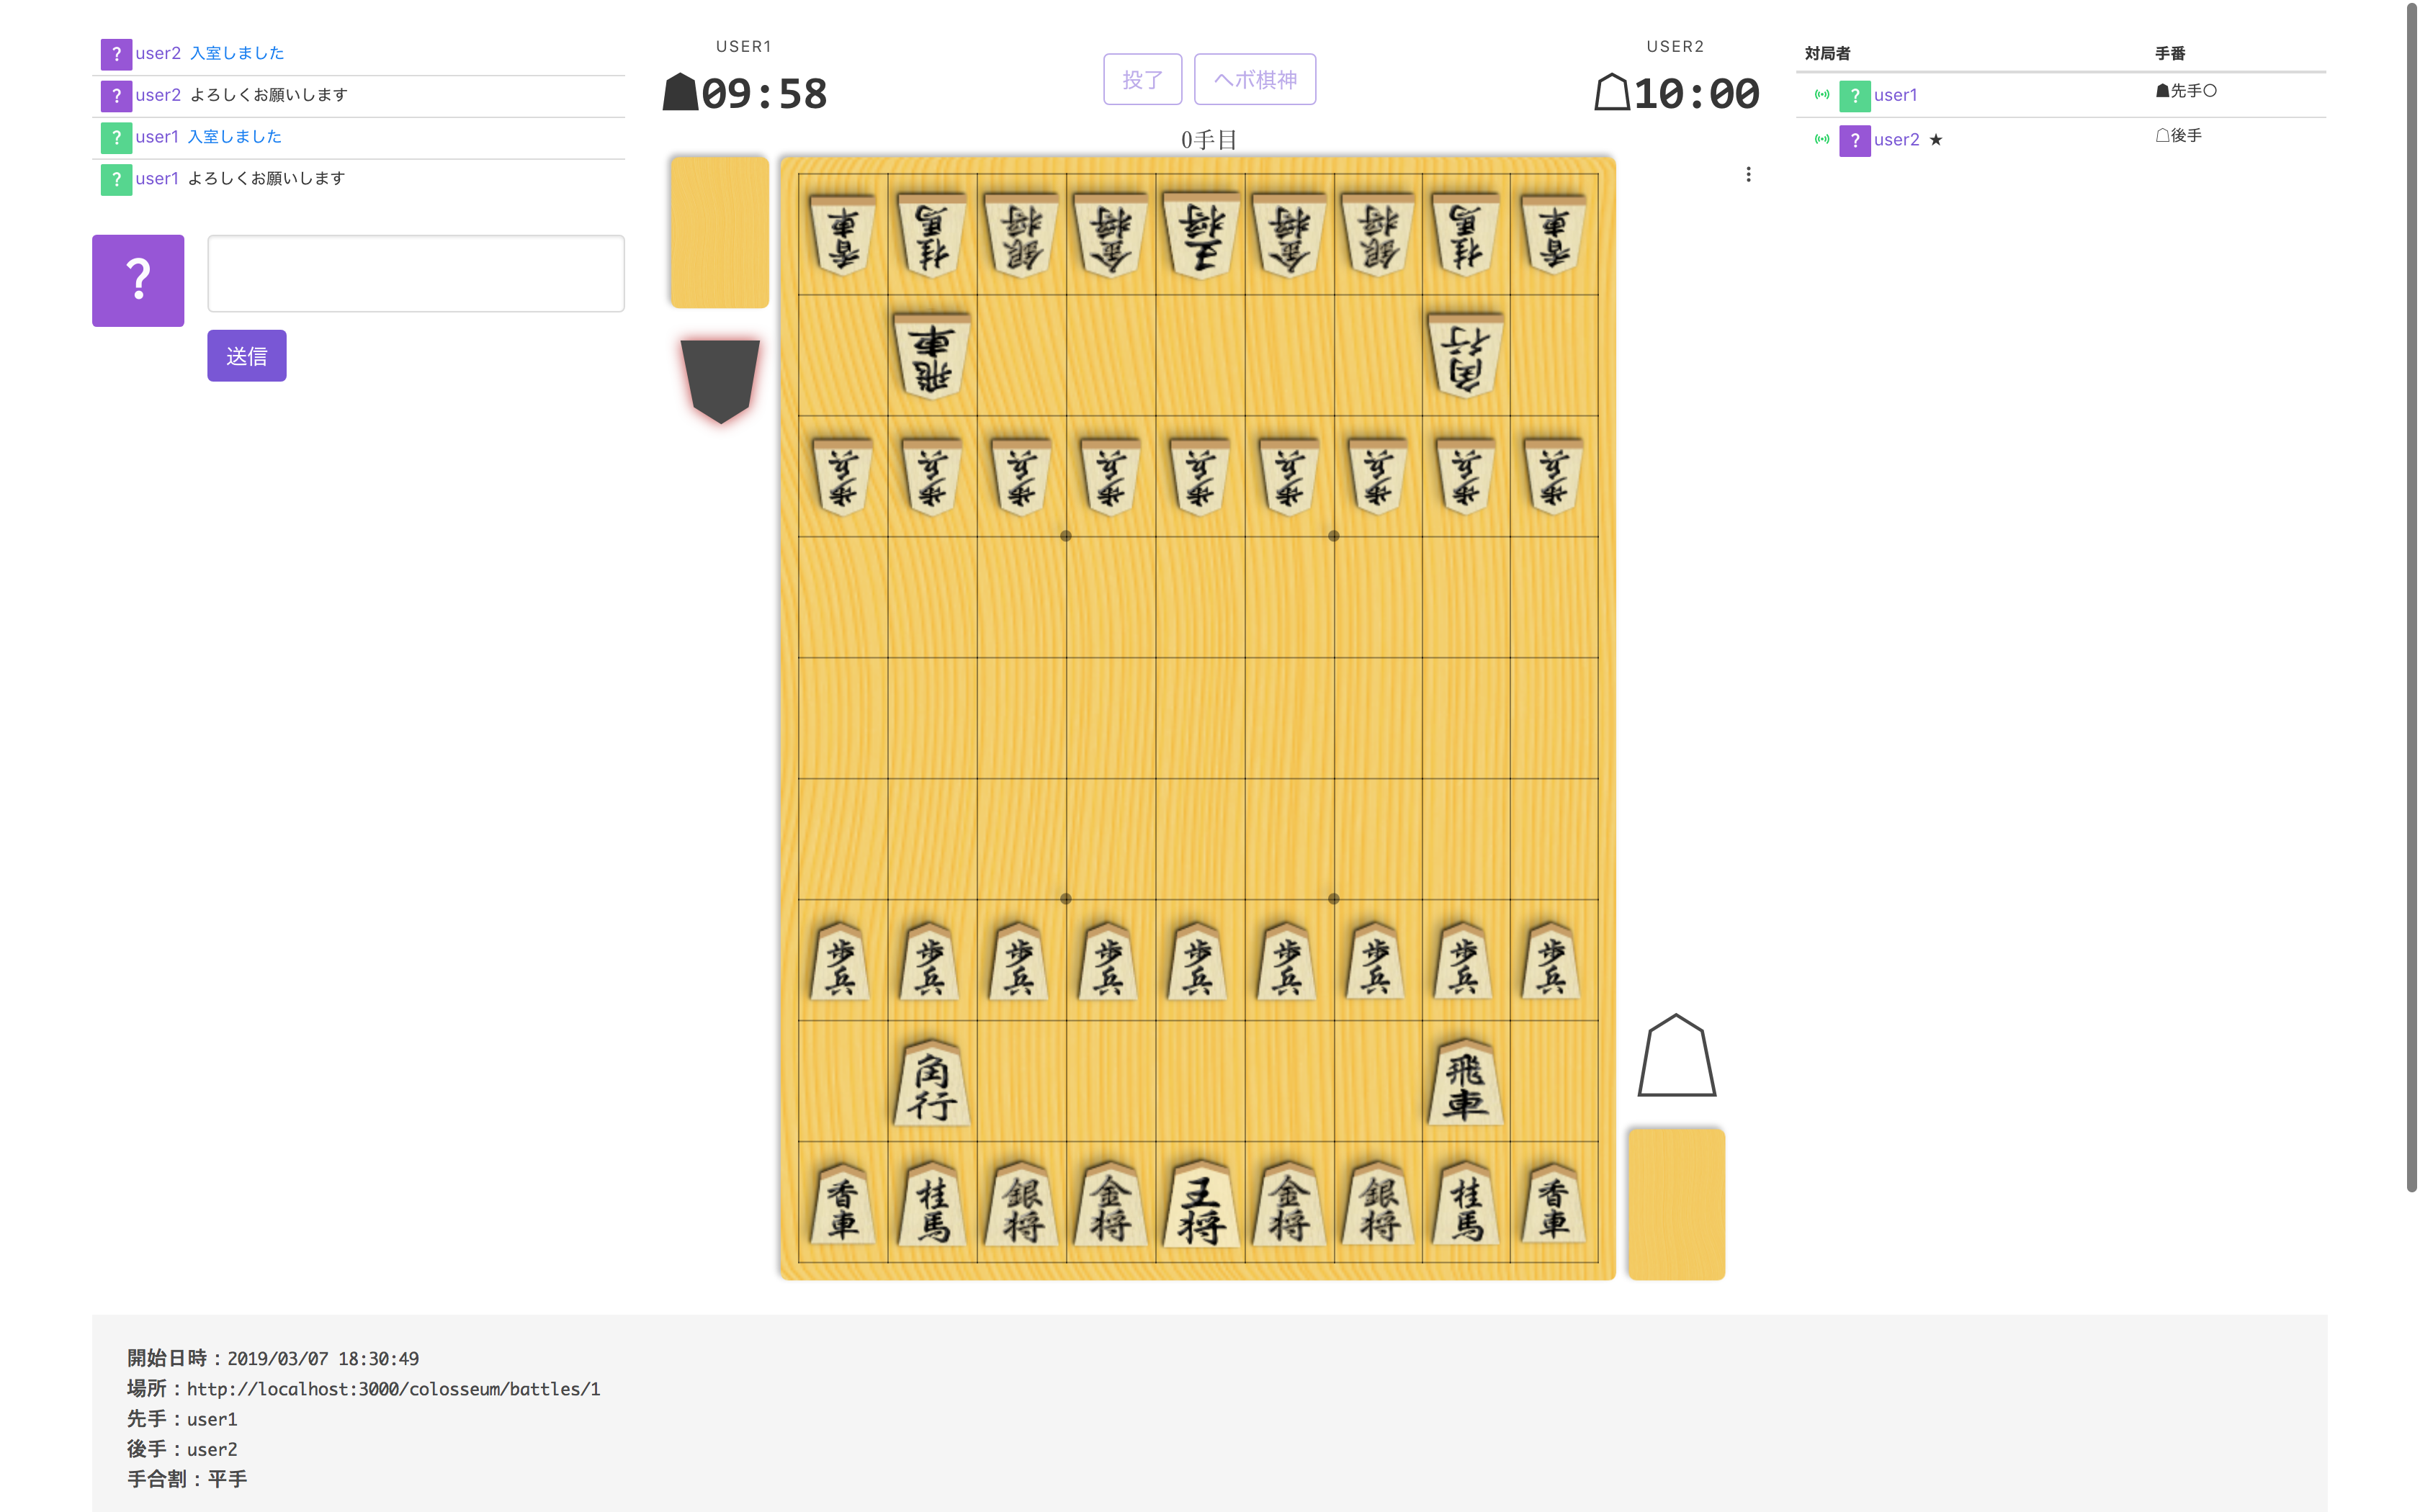 ? user2 入室しました
? user2 よろしくお願いします
? user1 入室しました
? user1 よろしくお願いします
?
送信
USER1
09:58
投了
ヘボ棋神
USER2
10:00
0手目
対局者 手番
? user1 ☗先手〇
? user2 ★ ☖後手
香車 桂馬 銀将 金将 王将 金将 銀将 桂馬 香車
飛車 角行
歩兵 歩兵 歩兵 歩兵 歩兵 歩兵 歩兵 歩兵 歩兵
歩兵 歩兵 歩兵 歩兵 歩兵 歩兵 歩兵 歩兵 歩兵
角行 飛車
香車 桂馬 銀将 金将 王将 金将 銀将 桂馬 香車
開始日時：2019/03/07 18:30:49
場所：http://localhost:3000/colosseum/battles/1
先手：user1
後手：user2
手合割：平手